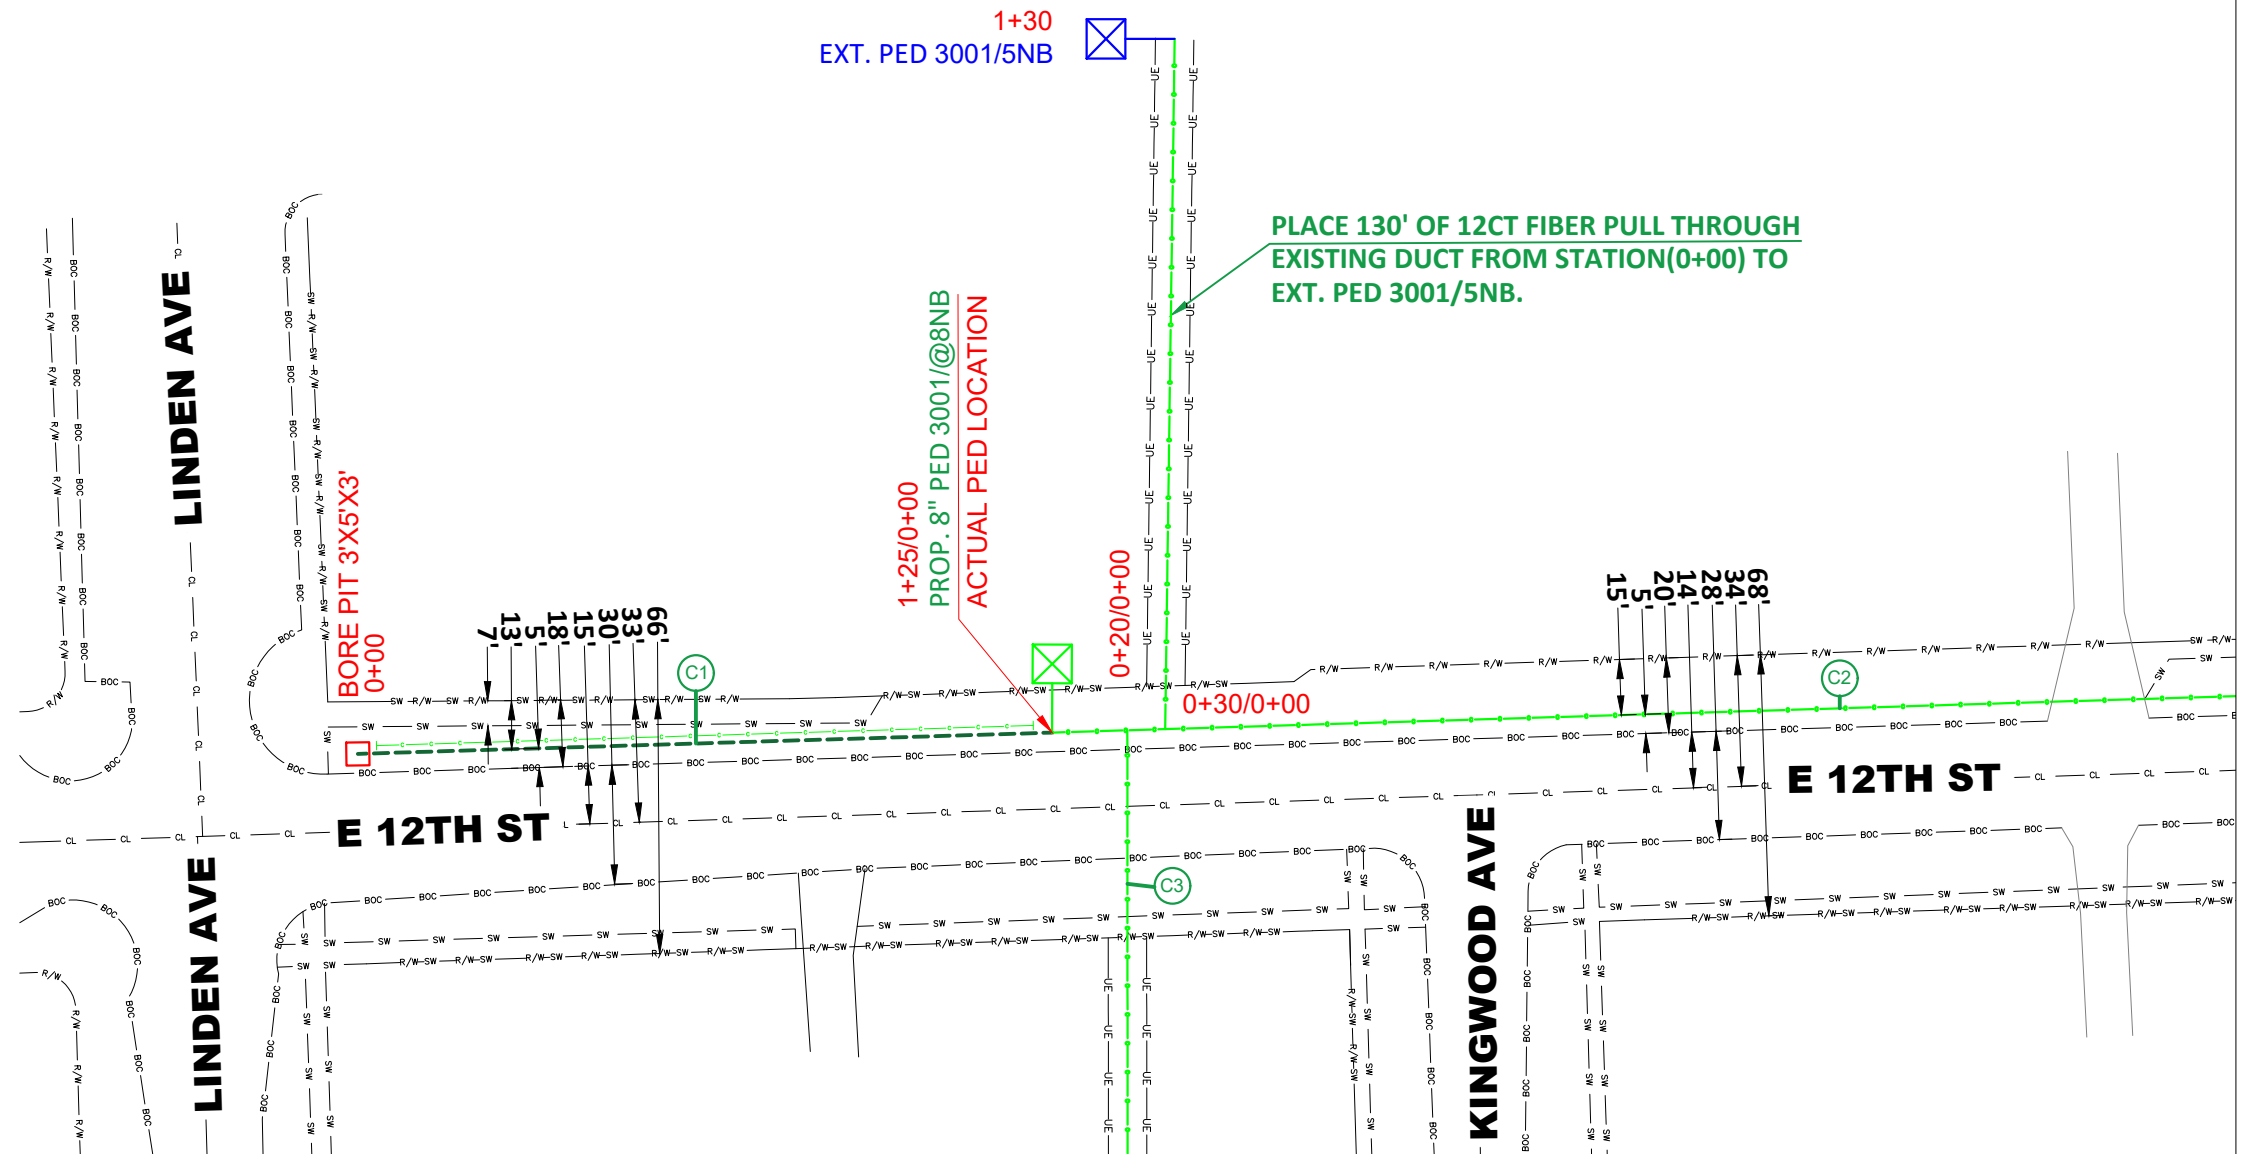 1+30
EXT. PED 3001/5NB
PLACE 130' OF 12CT FIBER PULL THROUGH
EXISTING DUCT FROM STATION(0+00) TO
EXT. PED 3001/5NB.
LINDEN AVE
BORE PIT 3'X5'X3'
0+00
7'
13'
5'
18'
15'
30'
33'
66'
C1
1+25/0+00
PROP. 8" PED 3001/@8NB
ACTUAL PED LOCATION
0+20/0+00
0+30/0+00
15'
5'
20'
14'
28'
34'
68'
C2
E 12TH ST
E 12TH ST
C3
LINDEN AVE
KINGWOOD AVE
R/W
BOC
CL
SW
UE